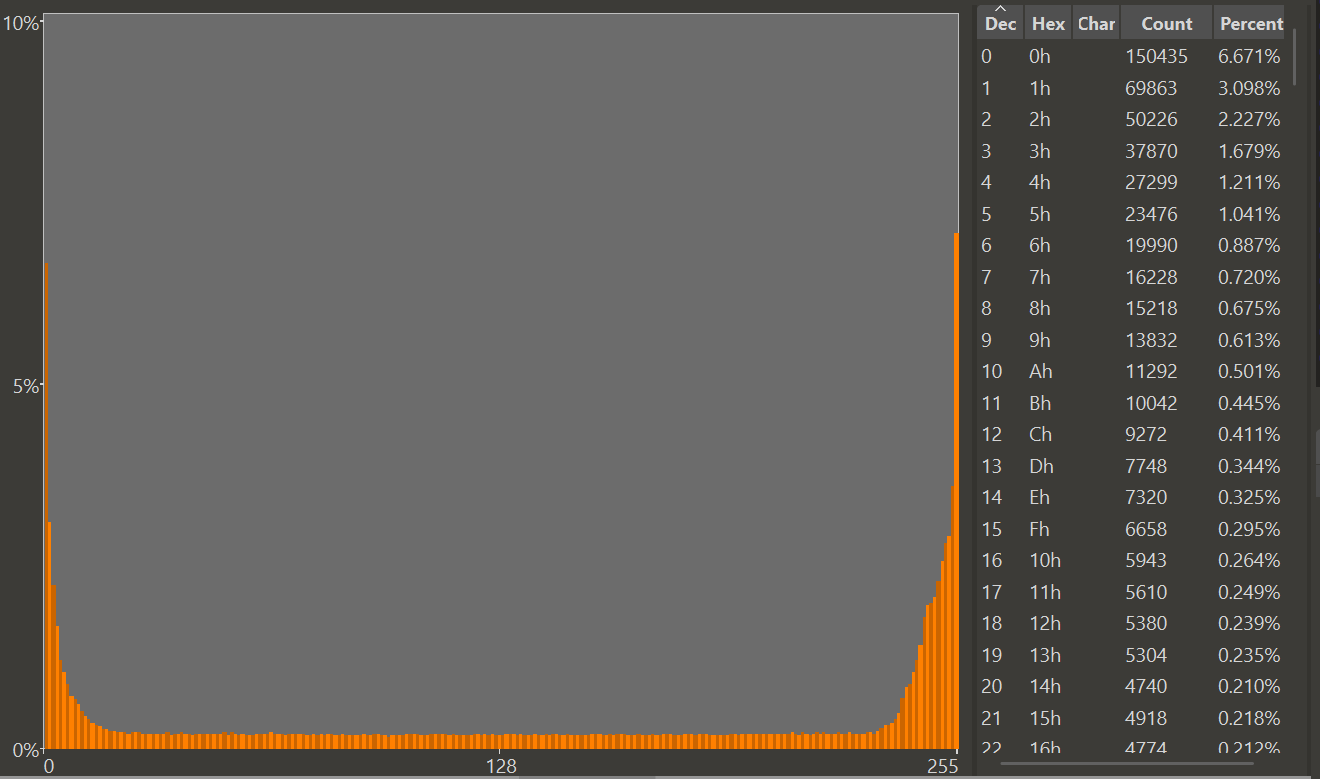 10%
5%
0%
0 128 255
Dec Hex Char Count Percent
0 0h 150435 6.671%
1 1h 69863 3.098%
2 2h 50226 2.227%
3 3h 37870 1.679%
4 4h 27299 1.211%
5 5h 23476 1.041%
6 6h 19990 0.887%
7 7h 16228 0.720%
8 8h 15218 0.675%
9 9h 13832 0.613%
10 Ah 11292 0.501%
11 Bh 10042 0.445%
12 Ch 9272 0.411%
13 Dh 7748 0.344%
14 Eh 7320 0.325%
15 Fh 6658 0.295%
16 10h 5943 0.264%
17 11h 5610 0.249%
18 12h 5380 0.239%
19 13h 5304 0.235%
20 14h 4740 0.210%
21 15h 4918 0.218%
22 16h 4774 0.212%